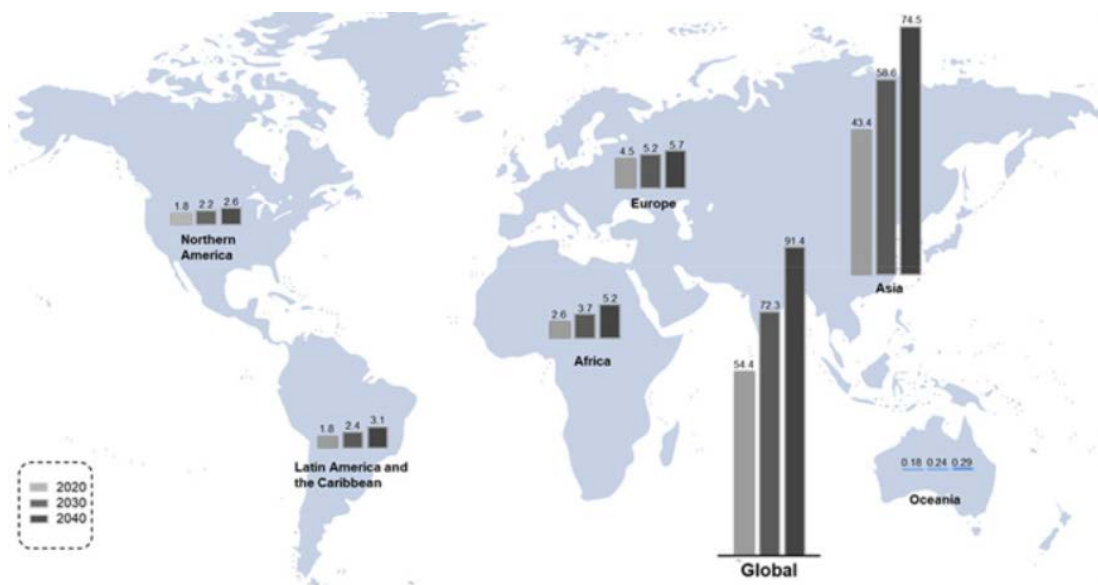 74.5
58.6
43.4
4.5 5.2 5.7
Europe
1.8 2.2 2.6
Northern
America
91.4
Asia
2.6 3.7 5.2
Africa
72.3
54.4
1.8 2.4 3.1
Latin America and
the Caribbean
0.18 0.24 0.29
Oceania
2020
2030
2040
Global